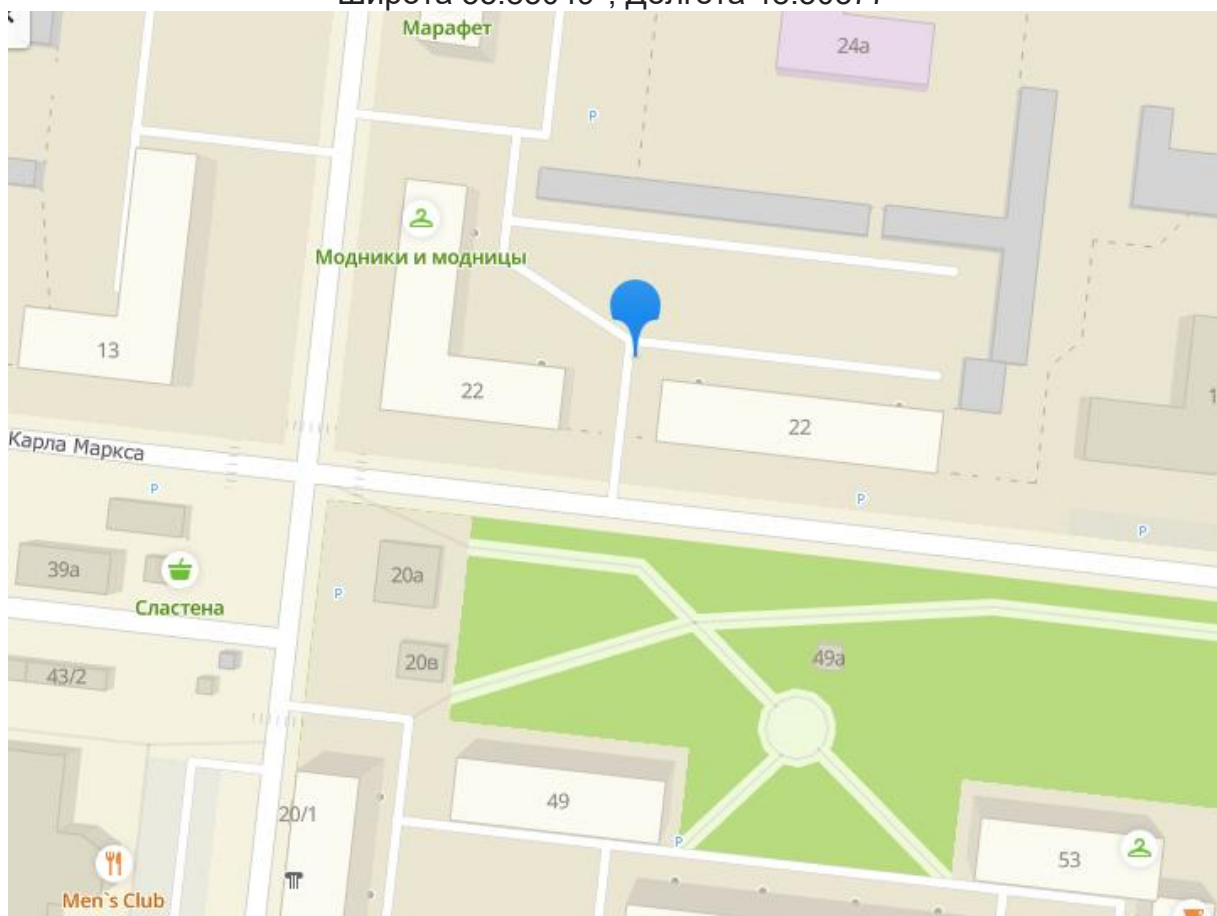 Марафет
24а
P
Модники и модницы
13
22
22
Карла Маркса
P
P
P
39а
20а
P
Сластена
20в
49а
43/2
49
20/1
P
53
Men`s Club